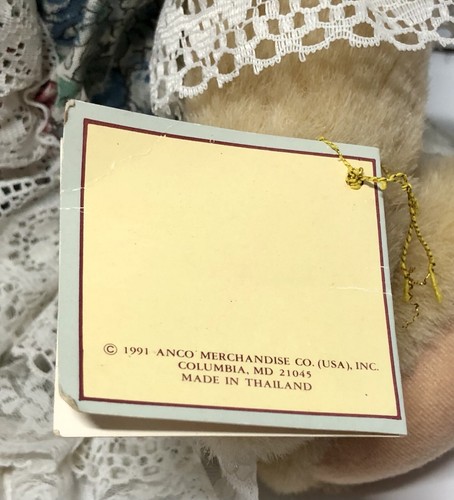 © 1991 ANCO MERCHANDISE CO. (USA), INC.
COLUMBIA, MD 21045
MADE IN THAILAND